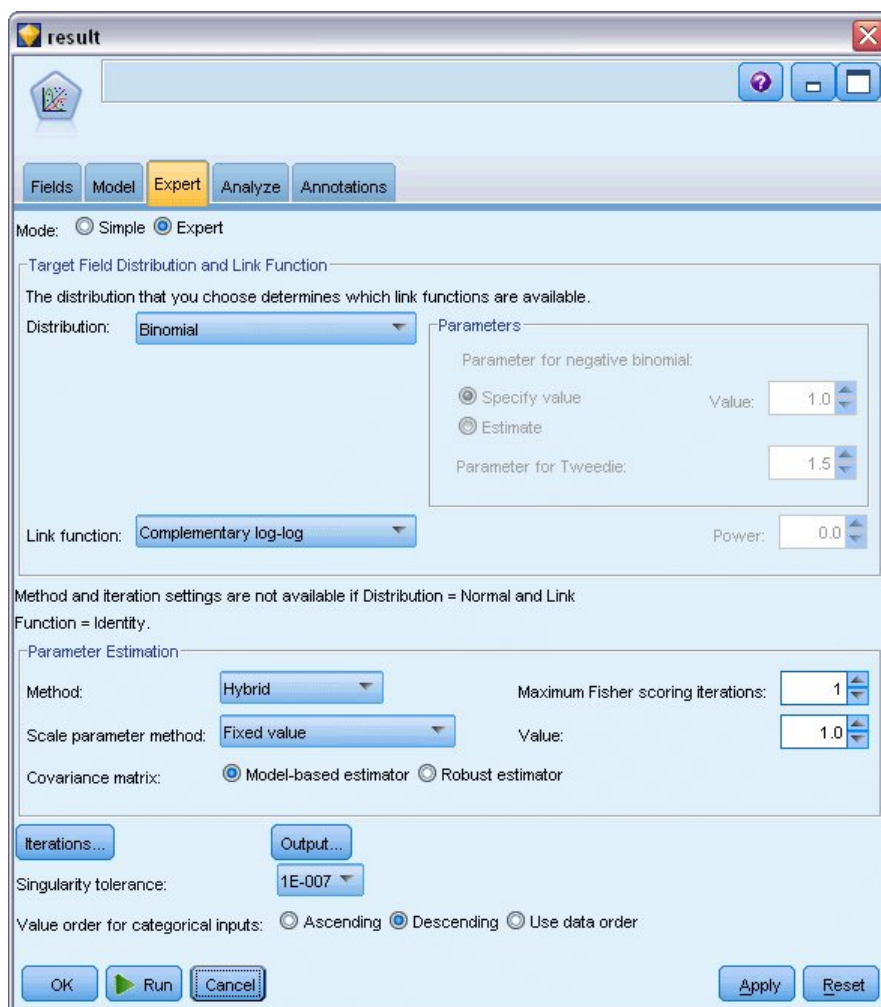 result
?
Fields Model Expert Analyze Annotations
Mode: Simple Expert
Target Field Distribution and Link Function
The distribution that you choose determines which link functions are available.
Distribution: Binomial
Parameters
Parameter for negative binomial:
Specify value Value: 1.0
Estimate
Parameter for Tweedie: 1.5
Link function: Complementary log-log Power: 0.0
Method and iteration settings are not available if Distribution = Normal and Link
Function = Identity.
Parameter Estimation
Method: Hybrid Maximum Fisher scoring iterations: 1
Scale parameter method: Fixed value Value: 1.0
Covariance matrix: Model-based estimator Robust estimator
Iterations... Output...
Singularity tolerance: 1E-007
Value order for categorical inputs: Ascending Descending Use data order
OK Run Cancel Apply Reset